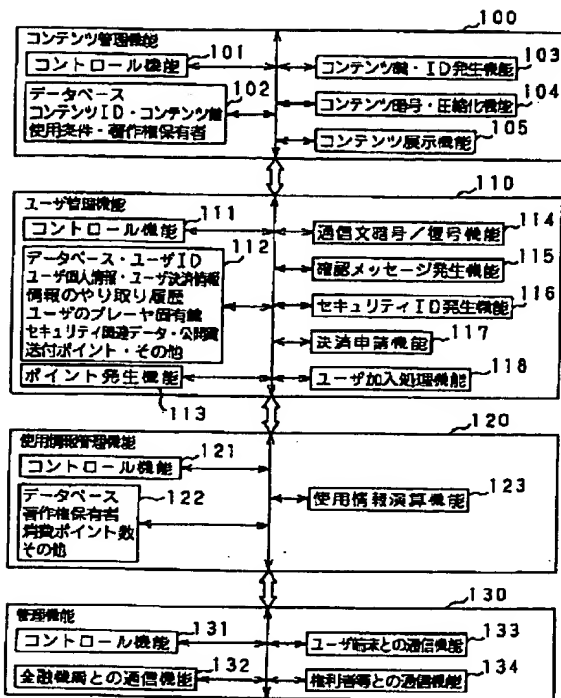 100
コンテンツ管理機能
コントロール機能 101
データベース
コンテンツID・コンテンツ鍵
使用条件・著作権保有者
102
コンテンツ鍵・ID発生機能 103
コンテンツ暗号・圧縮化機能 104
コンテンツ展示機能 105
110
ユーザ管理機能
コントロール機能 111
データベース・ユーザID
ユーザ個人情報・ユーザ決済情報
情報のやり取り履歴
ユーザのプレーヤ固有鍵
セキュリティ関連データ・公開鍵
送付ポイント・その他
112
ポイント発生機能
113
通信文暗号/復号機能 114
確認メッセージ発生機能 115
セキュリティID発生機能 116
決済申請機能 117
ユーザ加入処理機能 118
120
使用情報管理機能
コントロール機能 121
データベース
著作権保有者
消費ポイント数
その他
122
使用情報演算機能 123
130
管理機能
コントロール機能 131
金融機関との通信機能 132
ユーザ端末との通信機能 133
権利者等との通信機能 134